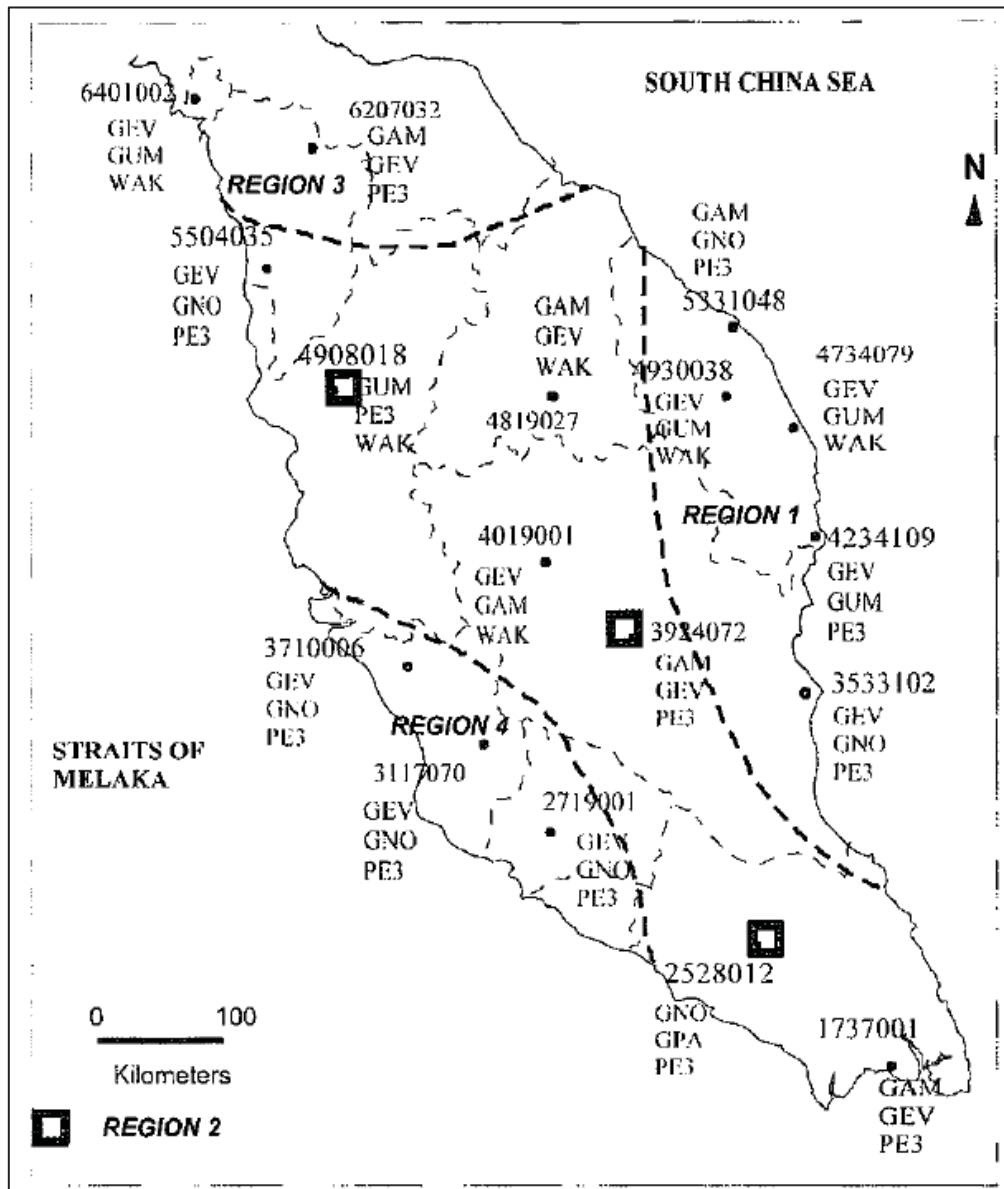 SOUTH CHINA SEA
6401002
GEV
GUM
WAK
6207032
GAM
GEV
PE3
REGION 3
N
5504035
GEV
GNO
PE3
GAM
GNO
PE3
5331048
4908018
GUM
PE3
WAK
GAM
GEV
WAK
4819027
4930038
GEV
GUM
WAK
4734079
GEV
GUM
WAK
REGION 1
4019001
GEV
GAM
WAK
4234109
GEV
GUM
PE3
3924072
GAM
GEV
PE3
3710006
GEV
GNO
PE3
REGION 4
3533102
GEV
GNO
PE3
STRAITS OF
MELAKA
3117070
GEV
GNO
PE3
2719001
GEV
GNO
PE3
2528012
GNO
GPA
PE3
1737001
GAM
GEV
PE3
0 100
Kilometers
REGION 2